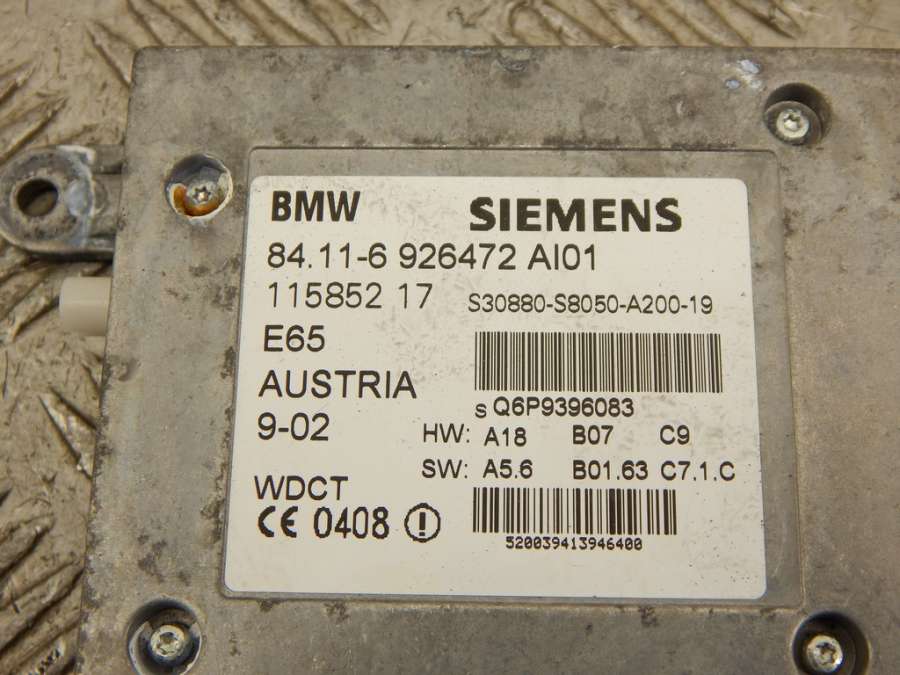 BMW SIEMENS
84.11-6 926472 AI01
115852 17 S30880-S8050-A200-19
E65
AUSTRIA
S Q6P9396083
9-02 HW: A18 B07 C9
SW: A5.6 B01.63 C7.1.C
WDCT
CE 0408
520039413946400